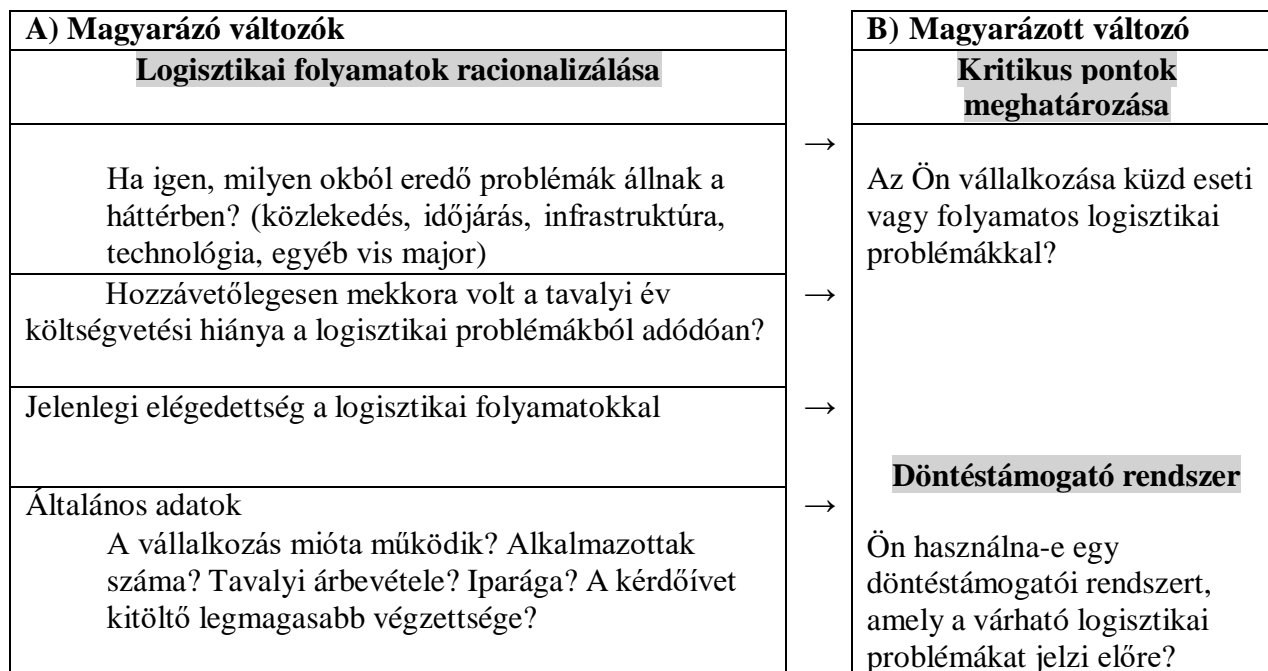 A) Magyarázó változók
Logisztikai folyamatok racionalizálása
Ha igen, milyen okból eredő problémák állnak a
háttérben? (közlekedés, időjárás, infrastruktúra,
technológia, egyéb vis major)
Hozzávetőlegesen mekkora volt a tavalyi év
költségvetési hiánya a logisztikai problémákból adódóan?
Jelenlegi elégedettség a logisztikai folyamatokkal
Általános adatok
A vállalkozás mióta működik? Alkalmazottak
száma? Tavalyi árbevétele? Iparága? A kérdőívet
kitöltő legmagasabb végzettsége?
→
→
→
→
B) Magyarázott változó
Kritikus pontok
meghatározása
Az Ön vállalkozása küzd eseti
vagy folyamatos logisztikai
problémákkal?
Döntéstámogató rendszer
Ön használna-e egy
döntéstámogatói rendszert,
amely a várható logisztikai
problémákat jelzi előre?